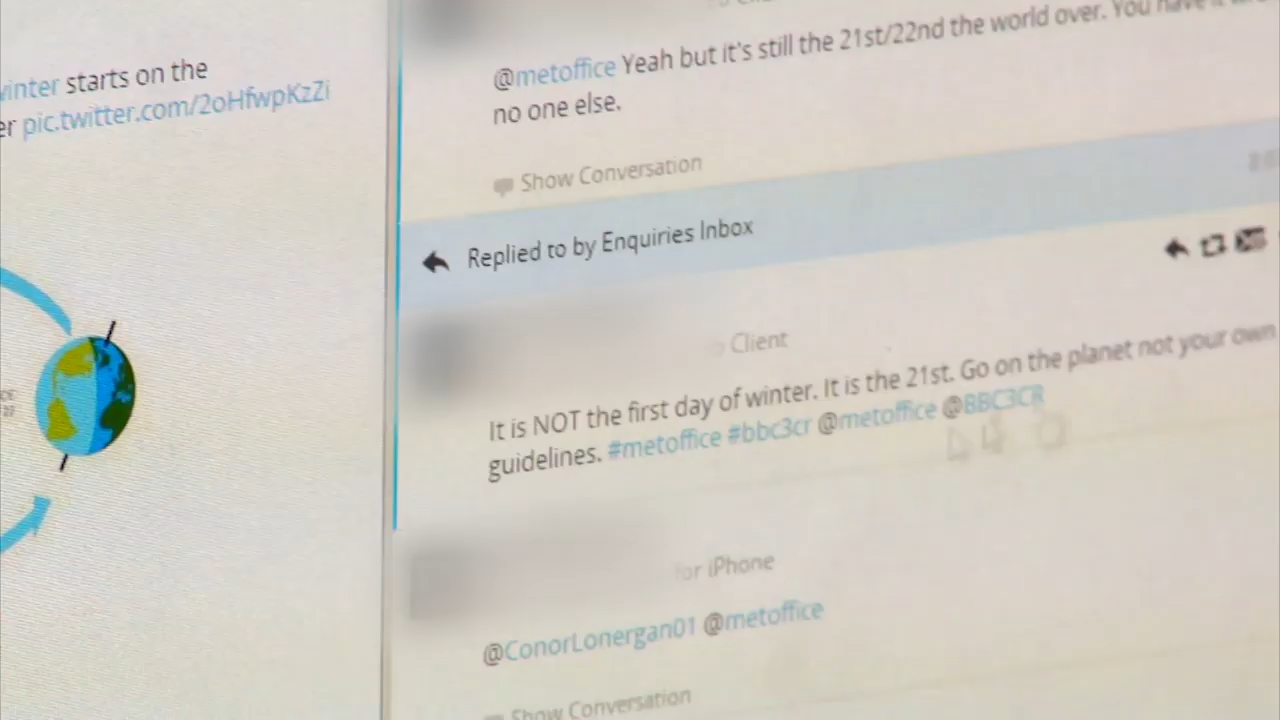 winter starts on the
er pic.twitter.com/2oHfwpKzZi
@metoffice Yeah but it's still the 21st/22nd the world over. You have it
no one else.
Show Conversation
Replied to by Enquiries Inbox
Client
It is NOT the first day of winter. It is the 21st. Go on the planet not your own
guidelines. #metoffice #bbc3cr @metoffice @BBC3CR
for iPhone
@ConorLonergan01 @metoffice
Show Conversation